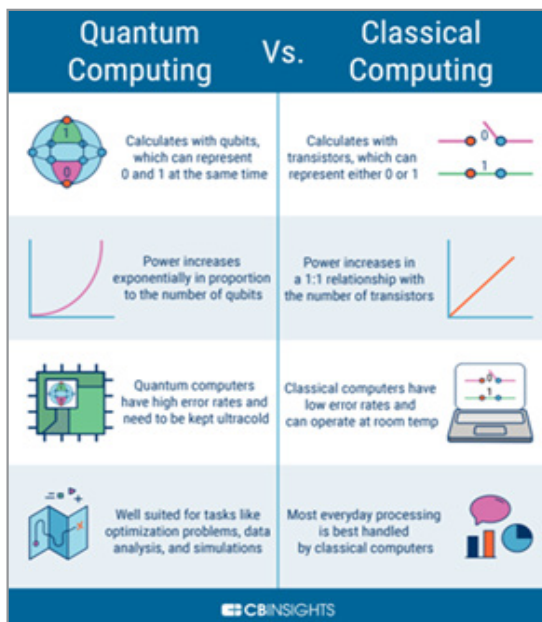 Quantum
Computing
Vs.
Classical
Computing
1
0
Calculates with qubits,
which can represent
0 and 1 at the same time
Calculates with
transistors, which can
represent either 0 or 1
0
1
Power increases
exponentially in proportion
to the number of qubits
Power increases in
a 1:1 relationship with
the number of transistors
Quantum computers
have high error rates and
need to be kept ultracold
Classical computers have
low error rates and
can operate at room temp
0
1
Well suited for tasks like
optimization problems, data
analysis, and simulations
Most everyday processing
is best handled
by classical computers
CBINSIGHTS